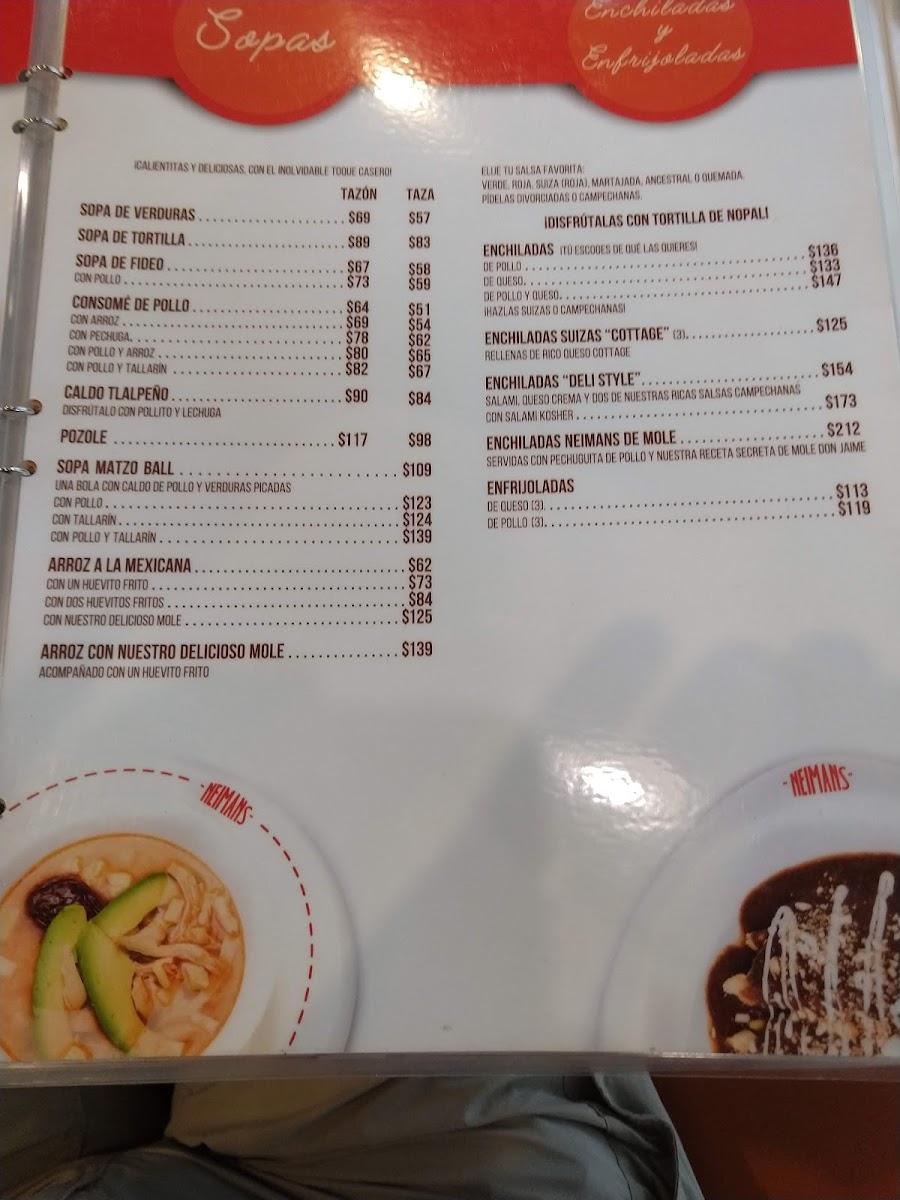 Sopas
¡CALIENTITAS Y DELICIOSAS, CON EL INOLVIDABLE TOQUE CASERO!
TAZÓN TAZA
SOPA DE VERDURAS $69 $57
SOPA DE TORTILLA $89 $83
SOPA DE FIDEO $67 $58
CON POLLO $73 $59
CONSOMÉ DE POLLO $64 $51
CON ARROZ $69 $54
CON PECHUGA $78 $62
CON POLLO Y ARROZ $80 $65
CON POLLO Y TALLARÍN $82 $67
CALDO TLALPEÑO $90 $84
DISFRÚTALO CON POLLITO Y LECHUGA
POZOLE $117 $98
SOPA MATZO BALL $109
UNA BOLA CON CALDO DE POLLO Y VERDURAS PICADAS
CON POLLO $123
CON TALLARÍN $124
CON POLLO Y TALLARÍN $139
ARROZ A LA MEXICANA $62
CON UN HUEVITO FRITO $73
CON DOS HUEVITOS FRITOS $84
CON NUESTRO DELICIOSO MOLE $125
ARROZ CON NUESTRO DELICIOSO MOLE $139
ACOMPAÑADO CON UN HUEVITO FRITO
-NEIMANS-
Enchiladas
y
Enfrijoladas
ELIJE TU SALSA FAVORITA:
VERDE, ROJA, SUIZA (ROJA), MARTAJADA, ANCESTRAL O QUEMADA.
PÍDELAS DIVORCIADAS O CAMPECHANAS.
¡DISFRÚTALAS CON TORTILLA DE NOPAL!
ENCHILADAS ¡TÚ ESCOGES DE QUÉ LAS QUIERES!
DE POLLO $136
DE QUESO $133
DE POLLO Y QUESO $147
¡HAZLAS SUIZAS O CAMPECHANAS!
ENCHILADAS SUIZAS "COTTAGE" (3) $125
RELLENAS DE RICO QUESO COTTAGE
ENCHILADAS "DELI STYLE" $154
SALAMI, QUESO CREMA Y DOS DE NUESTRAS RICAS SALSAS CAMPECHANAS
CON SALAMI KOSHER $173
ENCHILADAS NEIMANS DE MOLE $212
SERVIDAS CON PECHUGUITA DE POLLO Y NUESTRA RECETA SECRETA DE MOLE DON JAIME
ENFRIJOLADAS
DE QUESO (3) $113
DE POLLO (3) $119
-NEIMANS-